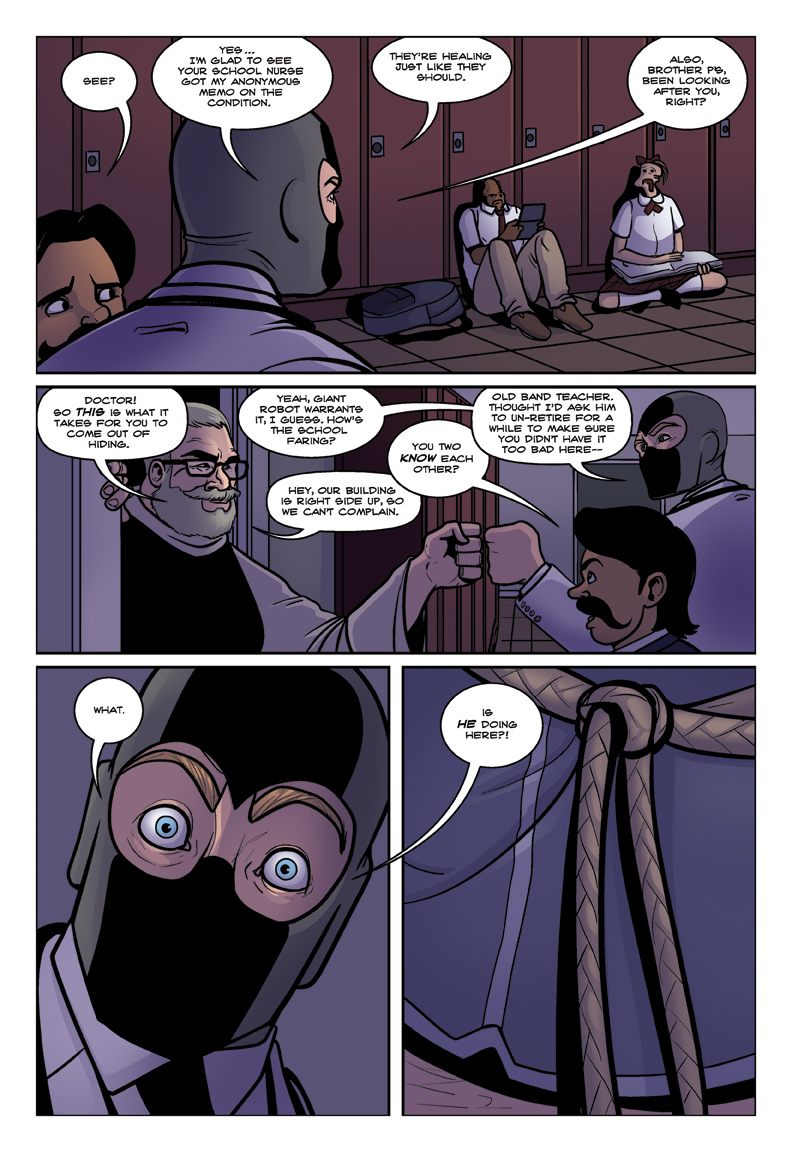 SEE?
YES...
I'M GLAD TO SEE
YOUR SCHOOL NURSE
GOT MY ANONYMOUS
MEMO ON THE
CONDITION.
THEY'RE HEALING
JUST LIKE THEY
SHOULD.
ALSO,
BROTHER P'S,
BEEN LOOKING
AFTER YOU,
RIGHT?
DOCTOR!
SO THIS IS WHAT IT
TAKES FOR YOU TO
COME OUT OF
HIDING.
YEAH, GIANT
ROBOT WARRANTS
IT, I GUESS. HOW'S
THE SCHOOL
FARING?
HEY, OUR BUILDING
IS RIGHT SIDE UP, SO
WE CAN'T COMPLAIN.
YOU TWO
KNOW EACH
OTHER?
OLD BAND TEACHER.
THOUGHT I'D ASK HIM
TO UN-RETIRE FOR A
WHILE TO MAKE SURE
YOU DIDN'T HAVE IT
TOO BAD HERE--
WHAT.
IS
HE DOING
HERE?!